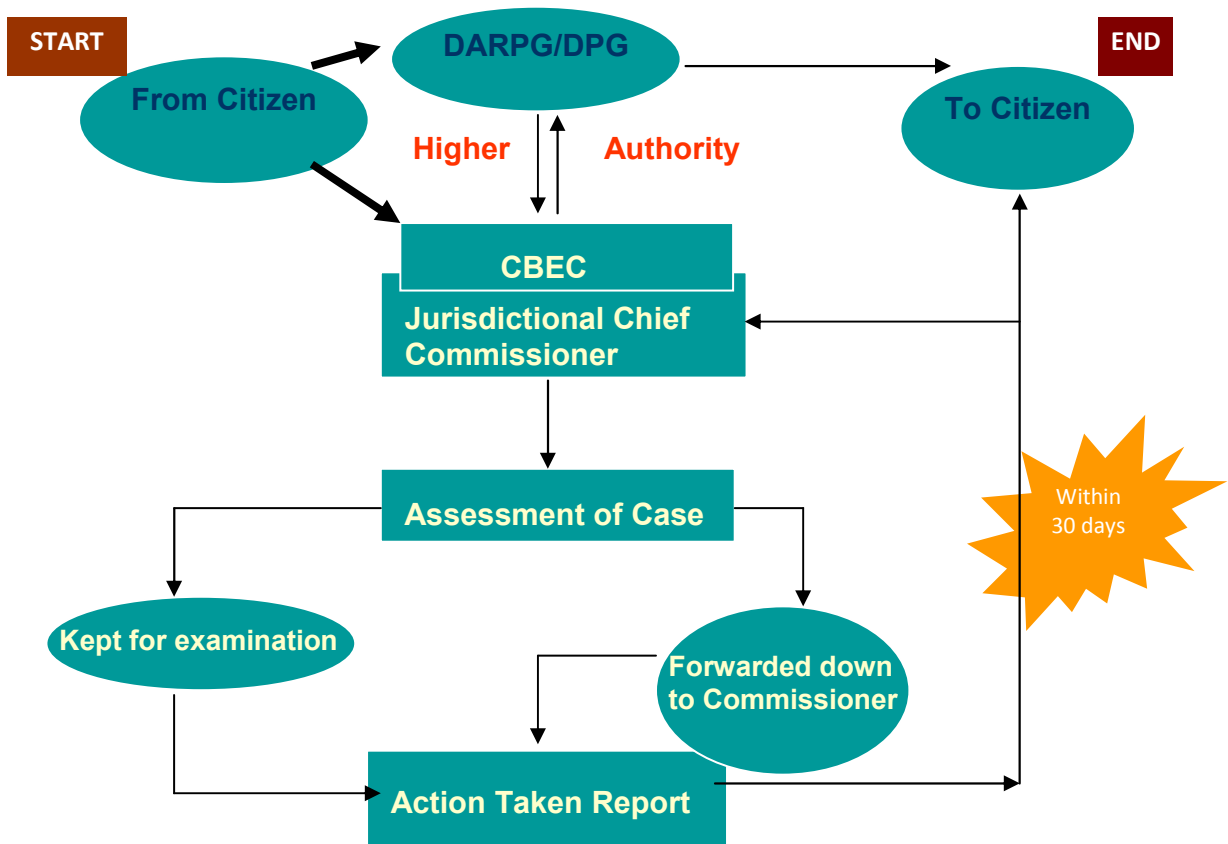 START
DARPG/DPG
END
From Citizen
To Citizen
Higher
Authority
CBEC
Jurisdictional Chief
Commissioner
Within
30 days
Assessment of Case
Kept for examination
Forwarded down
to Commissioner
Action Taken Report